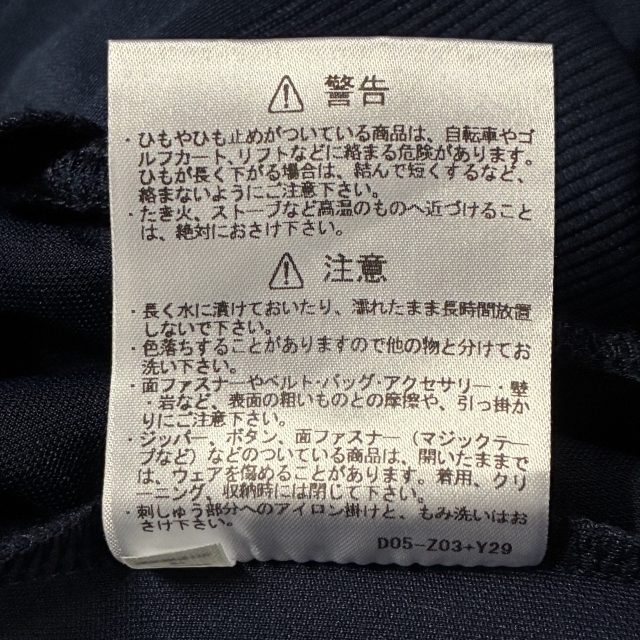 警告
・ひもやひも止めがついている商品は、自転車やゴ
ルフカート、リフトなどに絡まる危険があります。
ひもが長く下がる場合は、結んで短くするなど、
絡まないようにご注意下さい。
・たき火、ストーブなど高温のものへ近づけること
は、絶対におさけ下さい。
注意
・長く水に漬けておいたり、濡れたまま長時間放置
しないで下さい。
・色落ちすることがありますので他の物と分けてお
洗い下さい。
・面ファスナーやベルト・バッグ・アクセサリー・壁
・岩など、表面の粗いものとの摩擦や、引っ掛か
りにご注意下さい。
・ジッパー、ボタン、面ファスナー（マジックテー
プなど）などのついている商品は、開いたままで
は、ウェアを傷めることがあります。着用、クリ
ーニング、収納時には閉じて下さい。
・刺しゅう部分へのアイロン掛けと、もみ洗いはお
さけ下さい。
D05-Z03+Y29